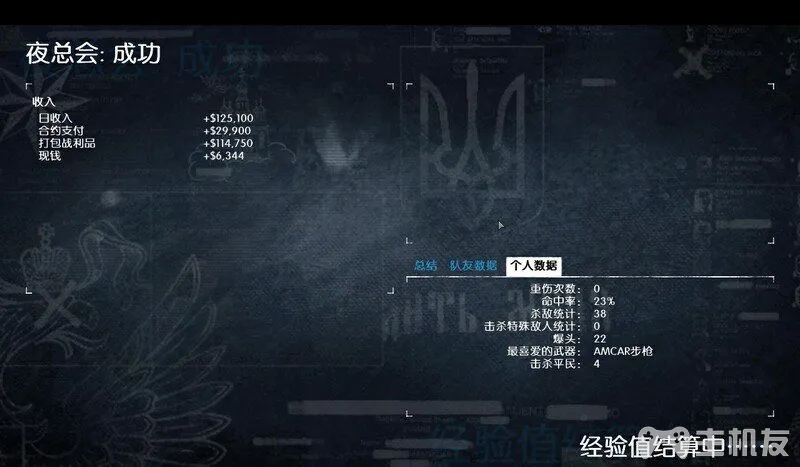 夜总会: 成功
收入
日收入 +$125,100
合约支付 +$29,900
打包战利品 +$114,750
现钱 +$6,344
总结 队友数据 个人数据
重伤次数: 0
命中率: 23%
杀敌统计: 38
击杀特殊敌人统计: 0
爆头: 22
最喜爱的武器: AMCAR步枪
击杀平民: 4
经验值结算中